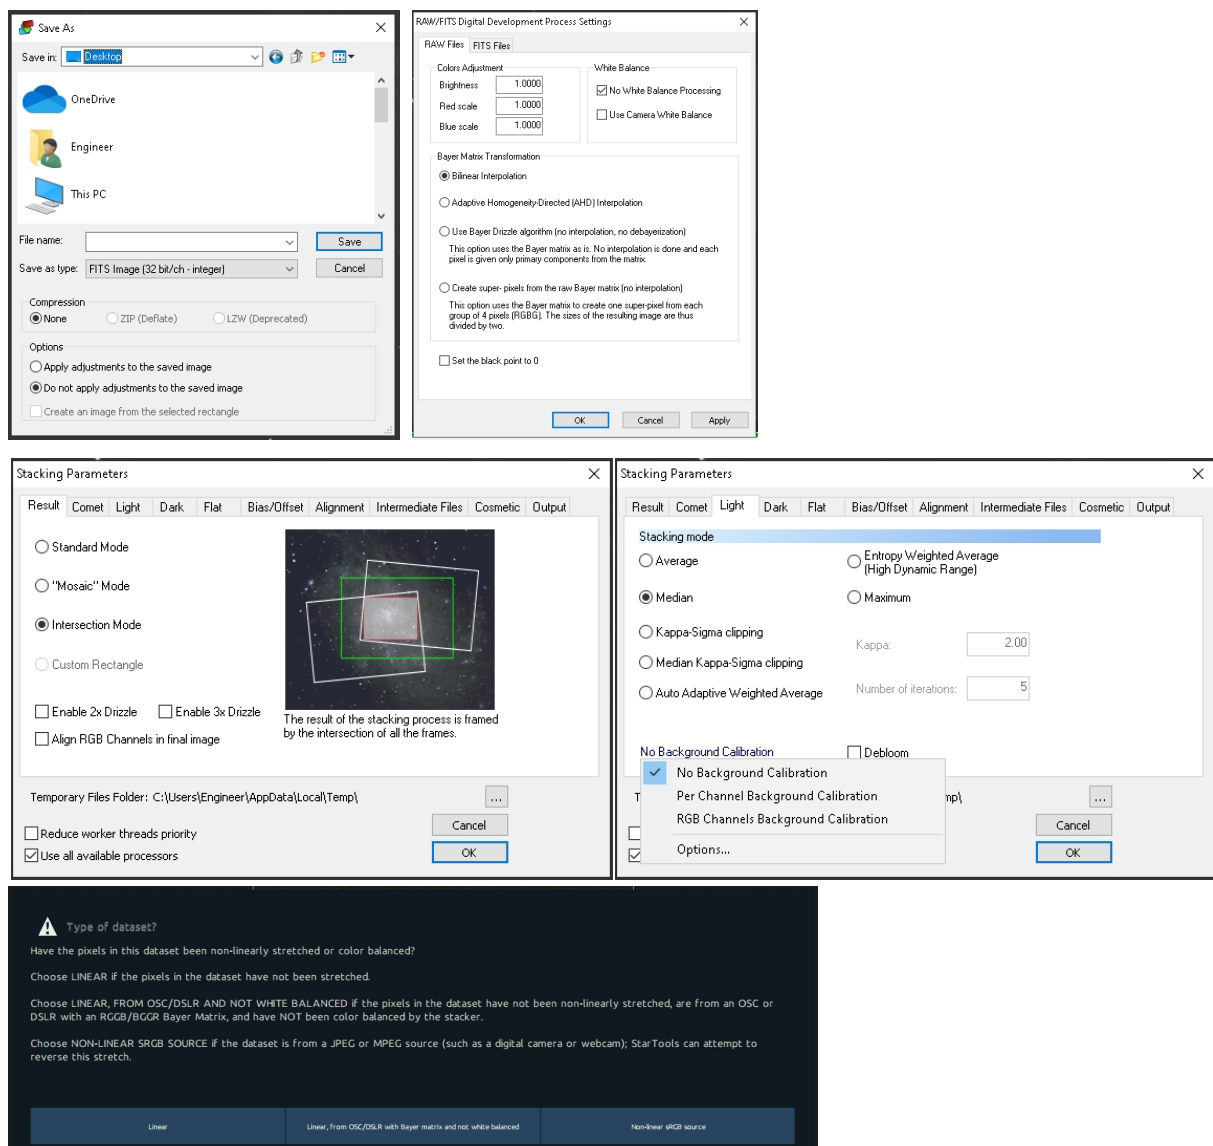 Save As
Save in:
Desktop
OneDrive
Engineer
This PC
File name:
Save
Save as type:
FITS Image (32 bit/ch - integer)
Cancel
Compression
None
ZIP (Deflate)
LZW (Deprecated)
Options
Apply adjustments to the saved image
Do not apply adjustments to the saved image
Create an image from the selected rectangle
RAW/FITS Digital Development Process Settings
RAW Files
FITS Files
Colors Adjustment
Brightness
1.0000
Red scale
1.0000
Blue scale
1.0000
White Balance
No White Balance Processing
Use Camera White Balance
Bayer Matrix Transformation
Bilinear Interpolation
Adaptive Homogeneity-Directed (AHD) Interpolation
Use Bayer Drizzle algorithm (no interpolation, no debayerization)
This option uses the Bayer matrix as is. No interpolation is done and each
pixel is given only primary components from the matrix.
Create super- pixels from the raw Bayer matrix (no interpolation)
This option uses the Bayer matrix to create one super-pixel from each
group of 4 pixels (RGBG). The sizes of the resulting image are thus
divided by two.
Set the black point to 0
OK
Cancel
Apply
Stacking Parameters
Result
Comet
Light
Dark
Flat
Bias/Offset
Alignment
Intermediate Files
Cosmetic
Output
Standard Mode
"Mosaic" Mode
Intersection Mode
Custom Rectangle
Enable 2x Drizzle
Enable 3x Drizzle
Align RGB Channels in final image
The result of the stacking process is framed
by the intersection of all the frames.
Temporary Files Folder: C:\Users\Engineer\AppData\Local\Temp\
...
Reduce worker threads priority
Use all available processors
Cancel
OK
Stacking Parameters
Result
Comet
Light
Dark
Flat
Bias/Offset
Alignment
Intermediate Files
Cosmetic
Output
Stacking mode
Average
Median
Kappa-Sigma clipping
Median Kappa-Sigma clipping
Auto Adaptive Weighted Average
Entropy Weighted Average
(High Dynamic Range)
Maximum
Kappa:
2.00
Number of iterations:
5
No Background Calibration
Debloom
No Background Calibration
Per Channel Background Calibration
RGB Channels Background Calibration
Options...
T
mp\
...
Cancel
OK
Type of dataset?
Have the pixels in this dataset been non-linearly stretched or color balanced?
Choose LINEAR if the pixels in the dataset have not been stretched.
Choose LINEAR, FROM OSC/DSLR AND NOT WHITE BALANCED if the pixels in the dataset have not been non-linearly stretched, are from an OSC or
DSLR with an RGGB/BGGR Bayer Matrix, and have NOT been color balanced by the stacker.
Choose NON-LINEAR SRGB SOURCE if the dataset is from a JPEG or MPEG source (such as a digital camera or webcam); StarTools can attempt to
reverse this stretch.
Linear
Linear, from OSC/DSLR with Bayer matrix and not white balanced
Non-linear sRGB source